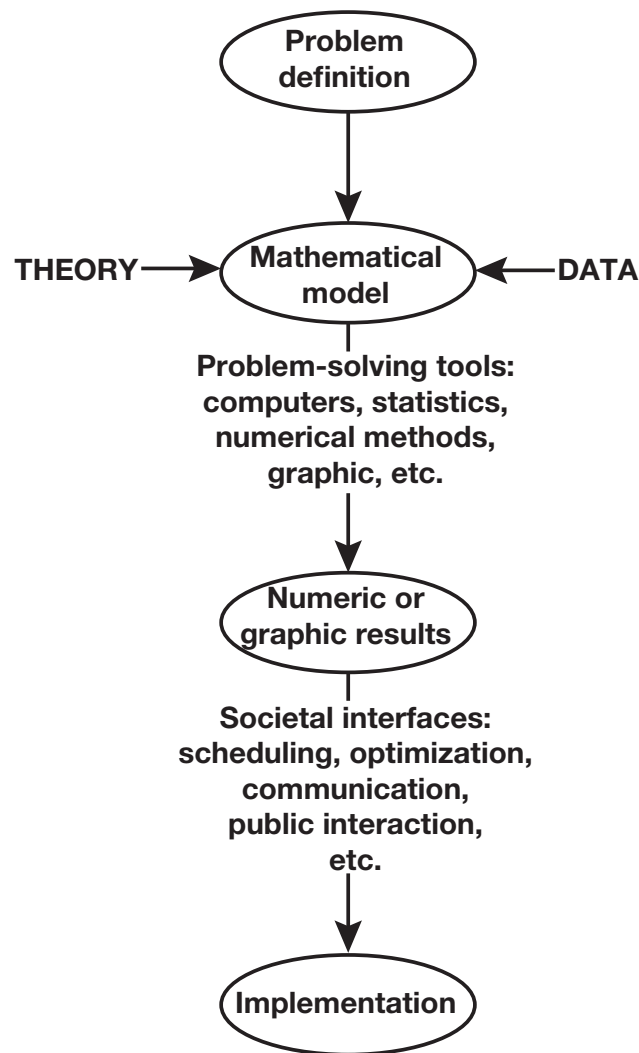 Problem
definition
THEORY
Mathematical
model
DATA
Problem-solving tools:
computers, statistics,
numerical methods,
graphic, etc.
Numeric or
graphic results
Societal interfaces:
scheduling, optimization,
communication,
public interaction,
etc.
Implementation